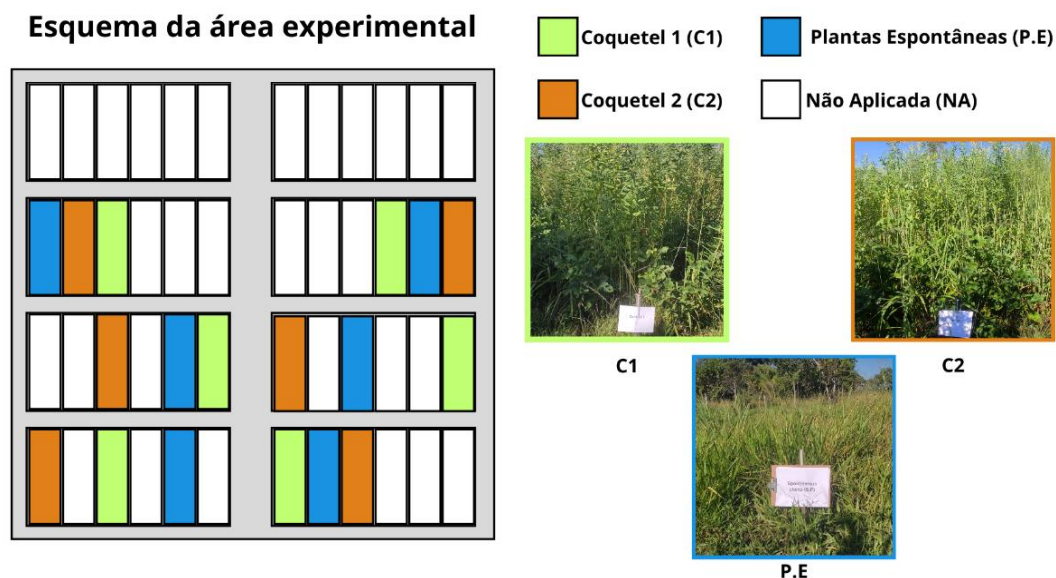 Esquema da área experimental
Coquetel 1 (C1)
Plantas Espontâneas (P.E)
Coquetel 2 (C2)
Não Aplicada (NA)
C1
C2
P.E